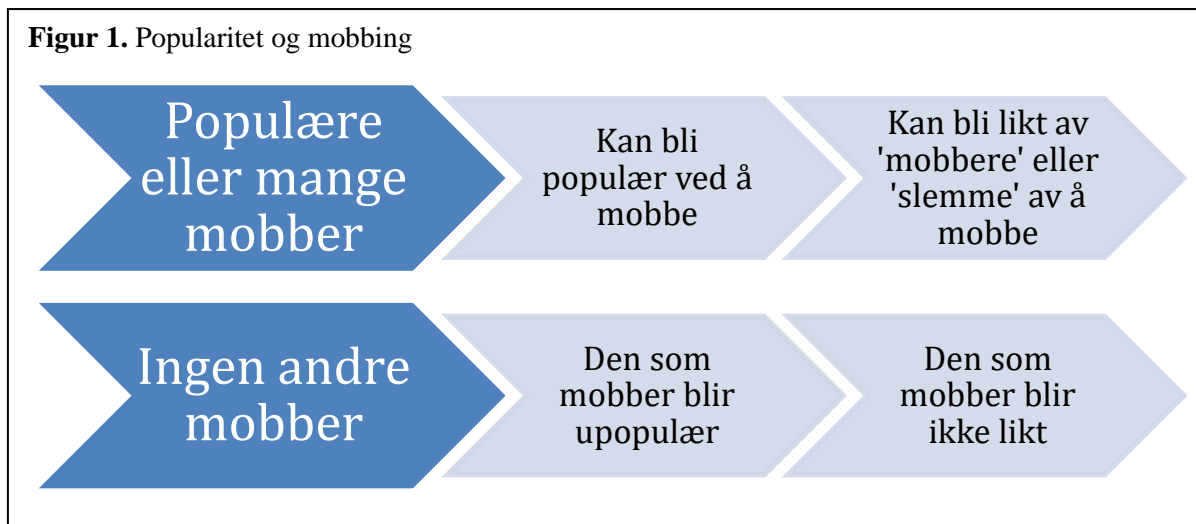 Figur 1. Popularitet og mobbing
Populære
eller mange
mobber
Kan bli
populær ved å
mobbe
Kan bli likt av
'mobbere' eller
'slemme' av å
mobbe
Ingen andre
mobber
Den som
mobber blir
upopulær
Den som
mobber blir
ikke likt